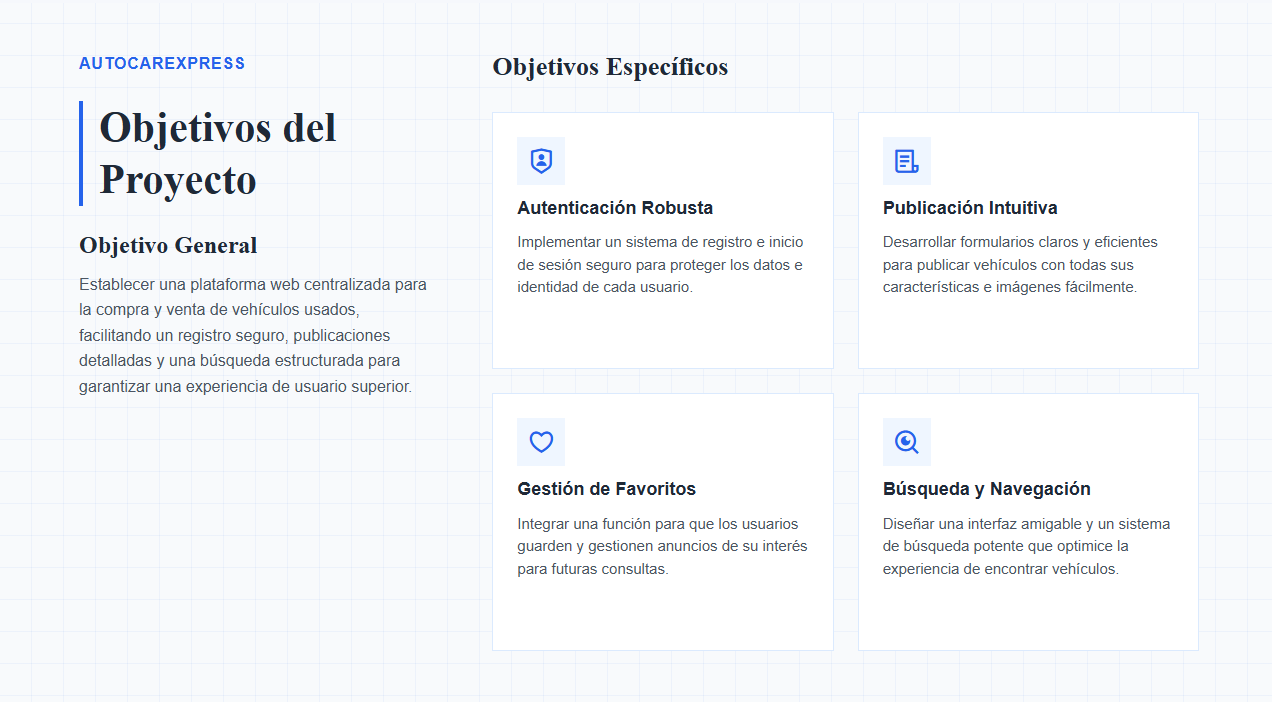 AUTOCAREXPRESS
Objetivos del
Proyecto
Objetivo General
Establecer una plataforma web centralizada para
la compra y venta de vehículos usados,
facilitando un registro seguro, publicaciones
detalladas y una búsqueda estructurada para
garantizar una experiencia de usuario superior.
Objetivos Específicos
Autenticación Robusta
Implementar un sistema de registro e inicio
de sesión seguro para proteger los datos e
identidad de cada usuario.
Publicación Intuitiva
Desarrollar formularios claros y eficientes
para publicar vehículos con todas sus
características e imágenes fácilmente.
Gestión de Favoritos
Integrar una función para que los usuarios
guarden y gestionen anuncios de su interés
para futuras consultas.
Búsqueda y Navegación
Diseñar una interfaz amigable y un sistema
de búsqueda potente que optimice la
experiencia de encontrar vehículos.